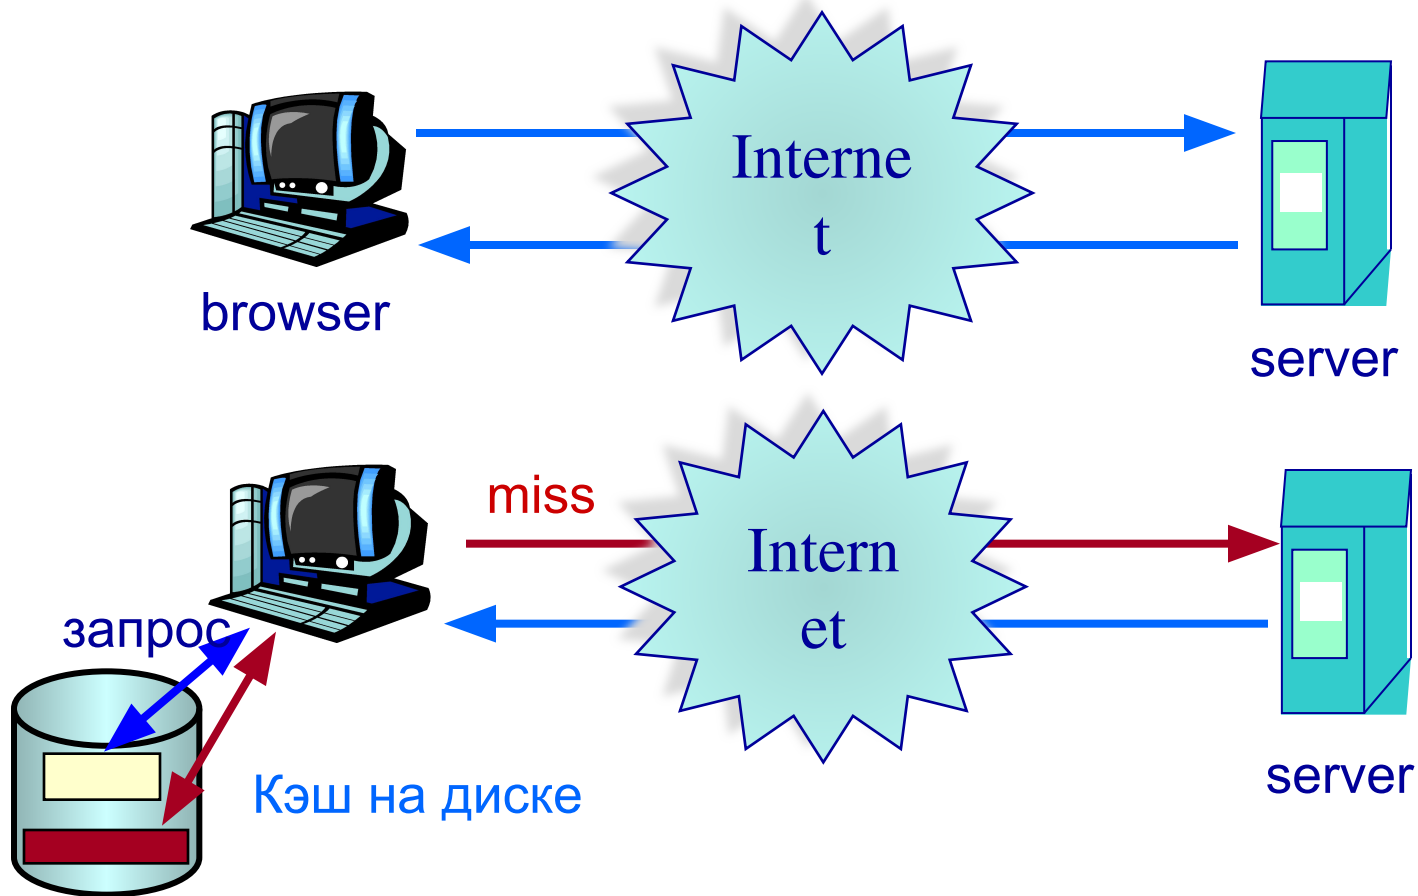 Interne
t
browser
server
miss
Intern
et
запрос
Кэш на диске
server